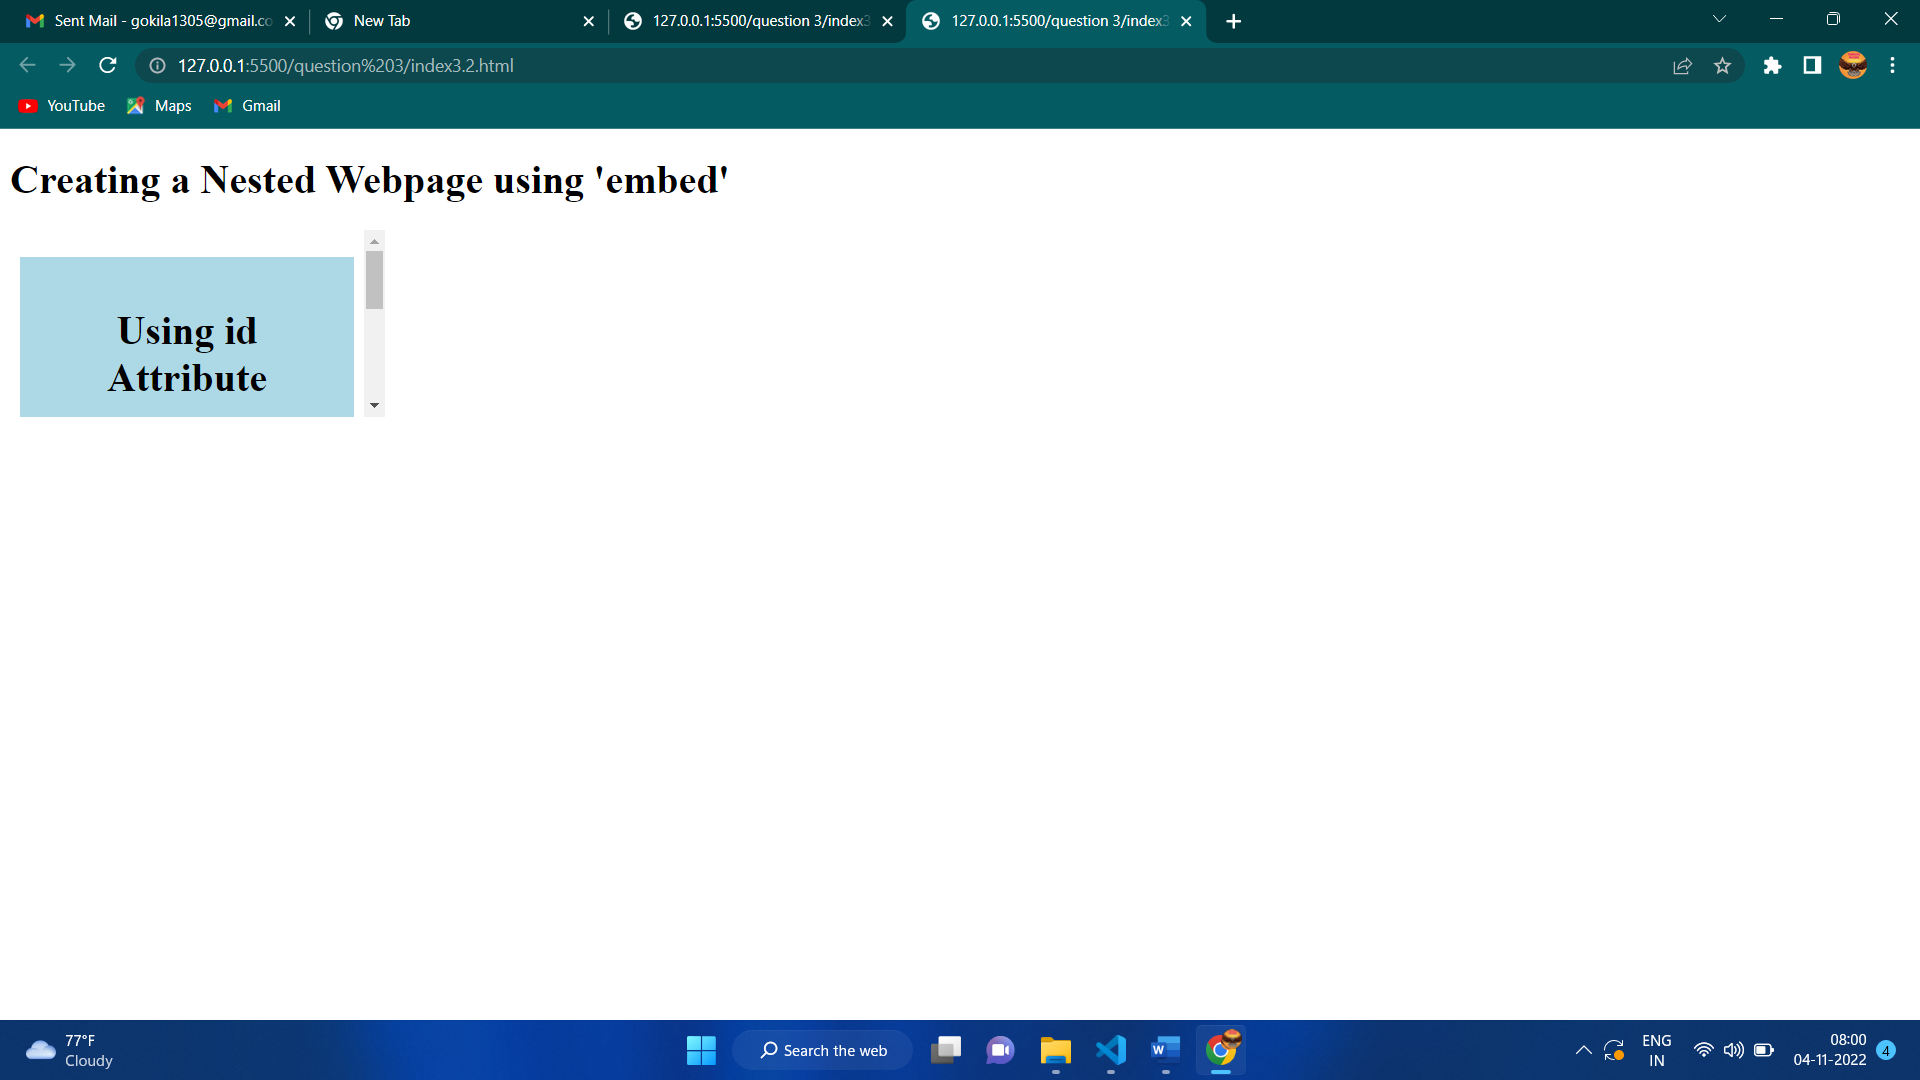 Sent Mail - gokila1305@gmail.co
New Tab
127.0.0.1:5500/question 3/index3
127.0.0.1:5500/question 3/index3
127.0.0.1:5500/question%203/index3.2.html
YouTube
Maps
Gmail
Creating a Nested Webpage using 'embed'
Using id
Attribute
77°F
Cloudy
Search the web
W
ENG
IN
08:00
04-11-2022
4